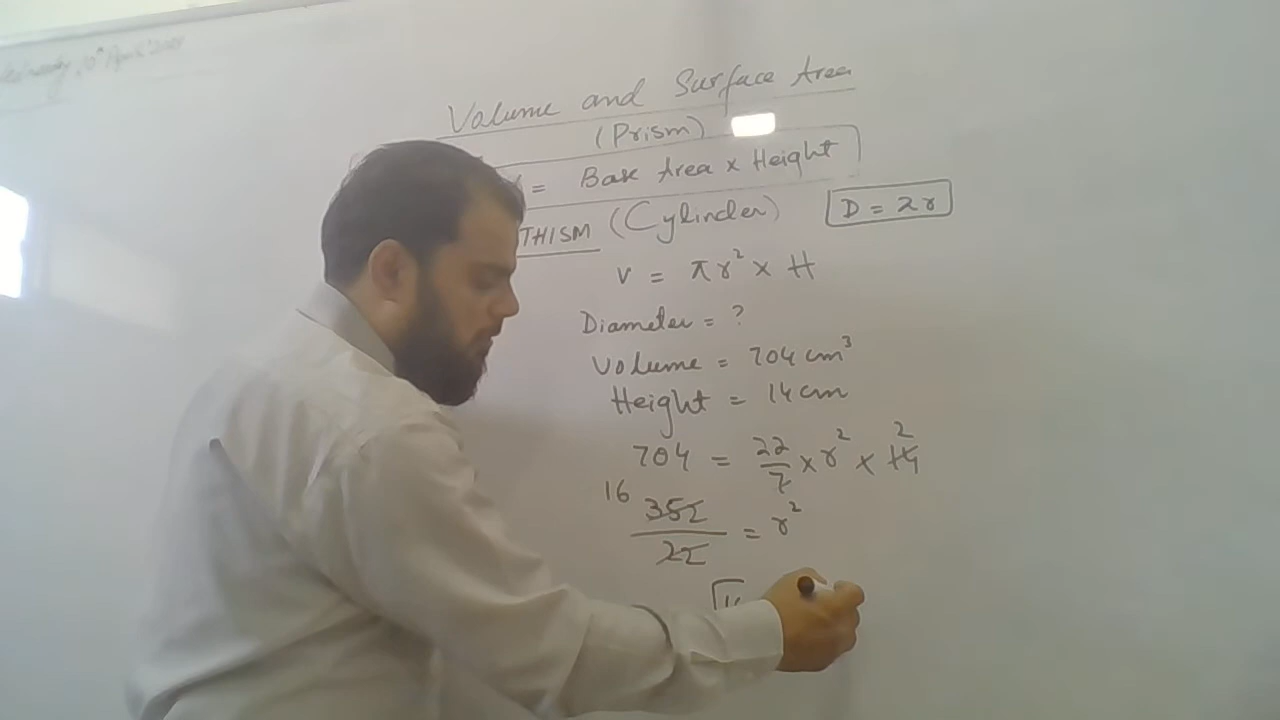 Volume and Surface Area
(Prism)
= Base Area x Height
THISM (Cylinder) D = 2r
V = πr² x H
Diameter = ?
Volume = 704 cm³
Height = 14 cm
704 = 22/7 x r² x 14 2
16 352/22 = r²